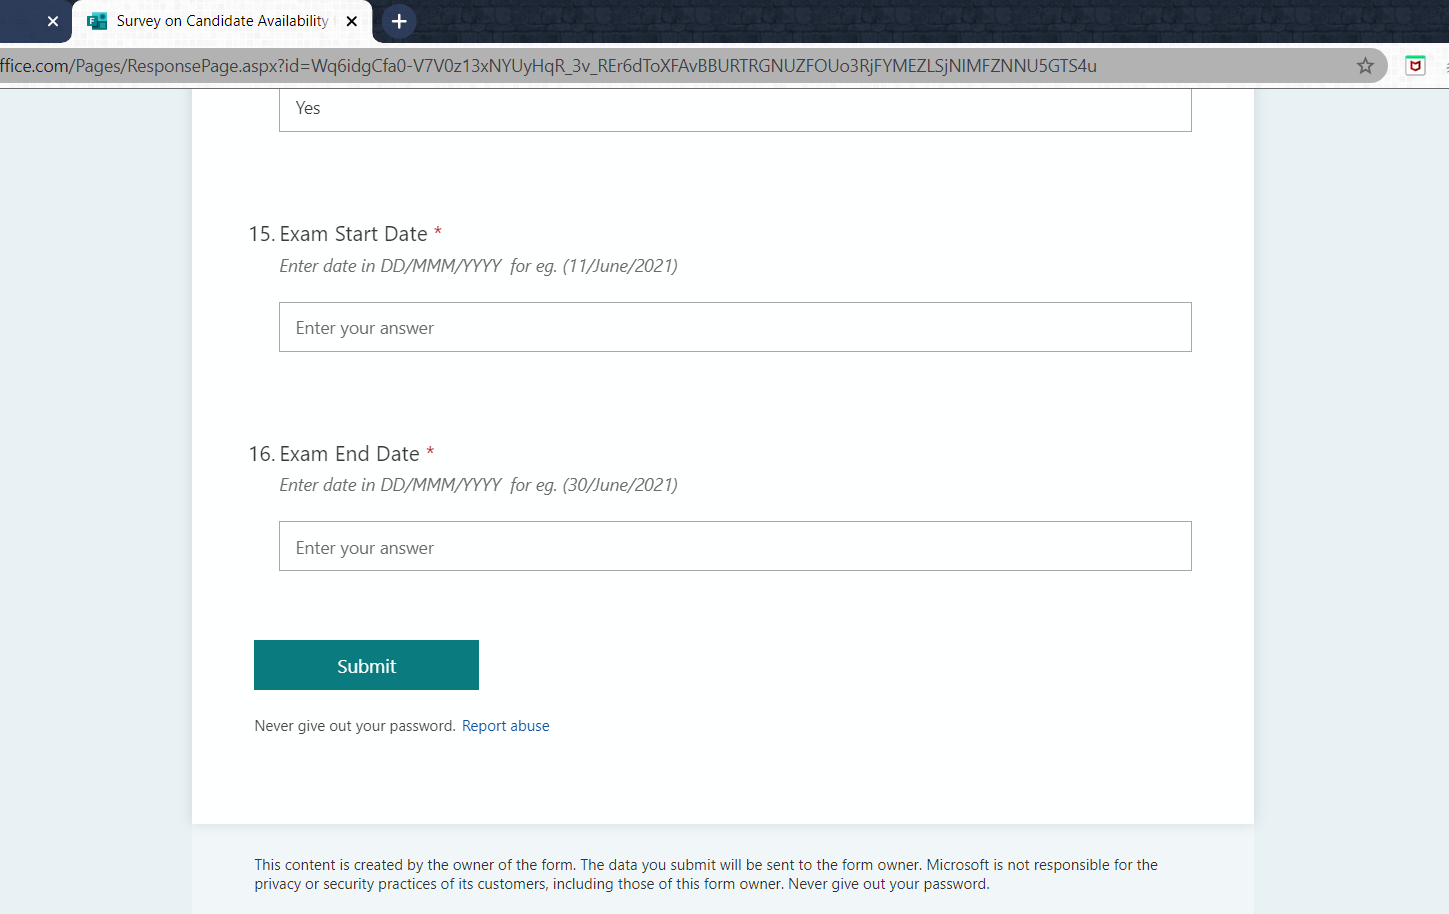 Survey on Candidate Availability
ffice.com/Pages/ResponsePage.aspx?id=Wq6idgCfa0-V7V0z13xNYUyHqR_3v_REr6dToXFAvBBURTRGNUZFOUo3RjFYMEZLSjNIMFZNNU5GTS4u
Yes
15. Exam Start Date *
Enter date in DD/MMM/YYYY  for eg. (11/June/2021)
Enter your answer
16. Exam End Date *
Enter date in DD/MMM/YYYY  for eg. (30/June/2021)
Enter your answer
Submit
Never give out your password. Report abuse
This content is created by the owner of the form. The data you submit will be sent to the form owner. Microsoft is not responsible for the
privacy or security practices of its customers, including those of this form owner. Never give out your password.